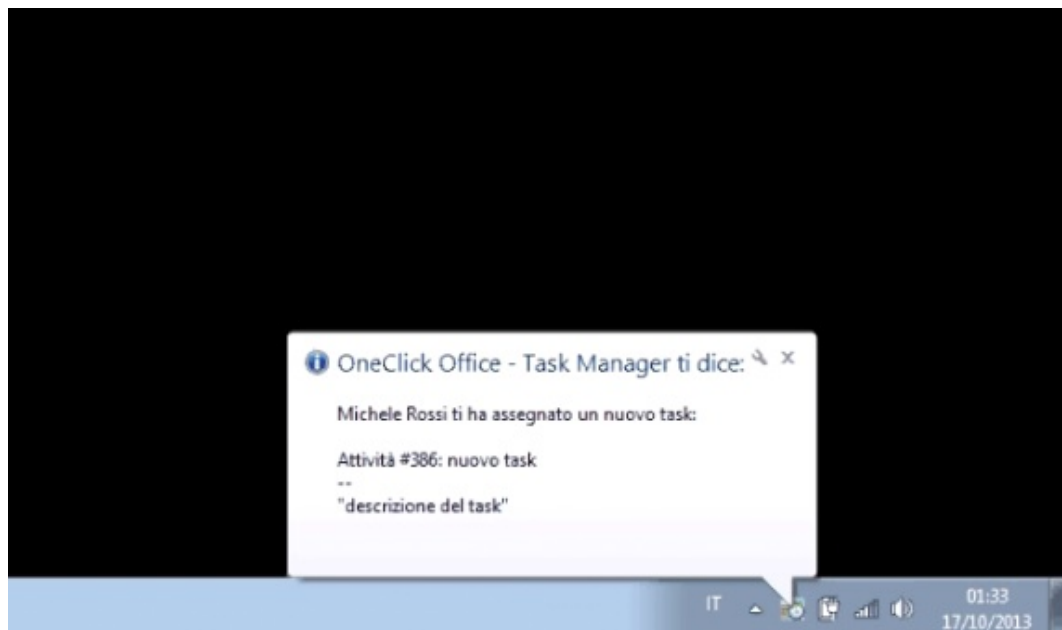 OneClick Office - Task Manager ti dice:
Michele Rossi ti ha assegnato un nuovo task:
Attività #386: nuovo task
--
"descrizione del task"
IT
01:33
17/10/2013